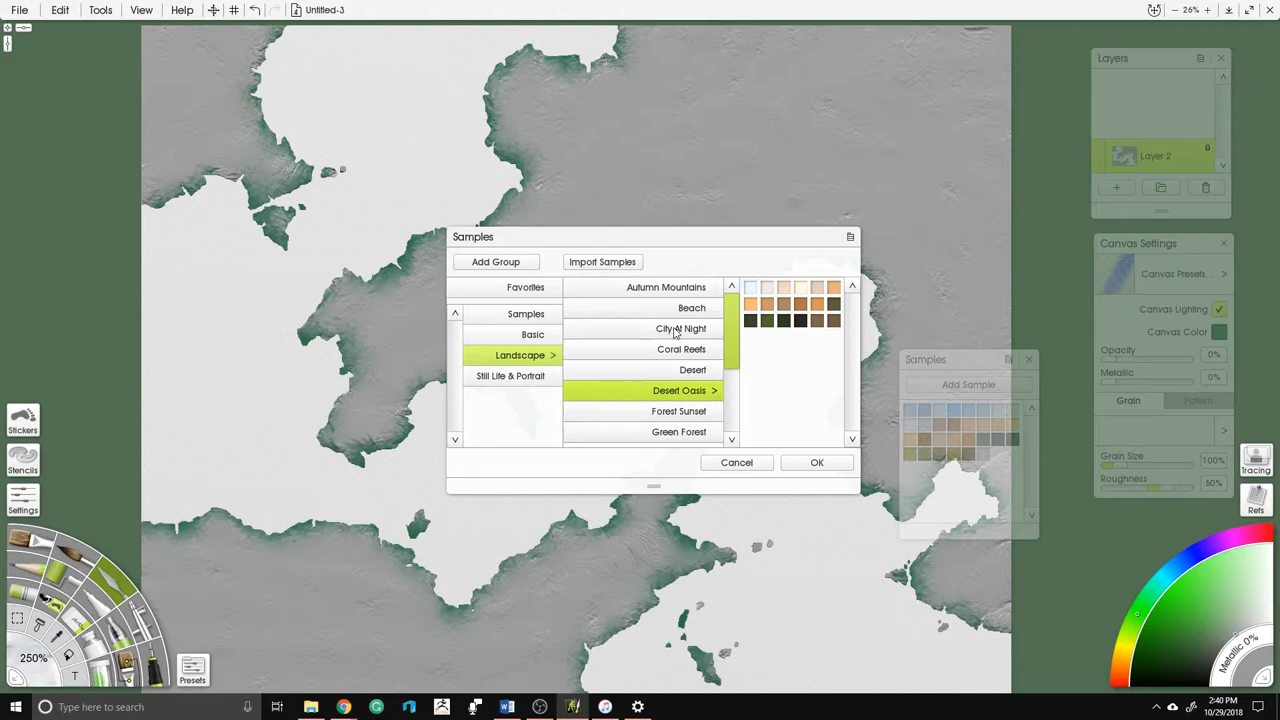 File Edit Tools View Help Untitled-3 26%
Layers
Layer 2
Samples
Add Group Import Samples
Favorites
Samples
Basic
Landscape >
Still Life & Portrait
Autumn Mountains
Beach
City At Night
Coral Reefs
Desert
Desert Oasis >
Forest Sunset
Green Forest
Cancel OK
Canvas Settings
Canvas Presets... >
Canvas Lighting
Canvas Color
Opacity 0%
Metallic 0%
Grain Pattern
Grain Size 100%
Roughness 50%
Samples
Add Sample
Stickers
Stencils
Settings
250%
T
Presets
Tracing
Refs
Metallic 0%
Type here to search
2:40 PM
10/29/2018